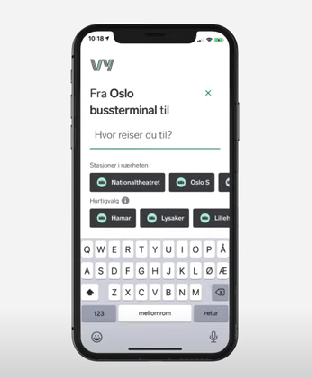 10:18
VY
Fra Oslo
bussterminal til
Hvor reiser du til?
Stasjoner i nærheten
Nationaltheatret
Oslo S
Hurtigvalg
Hamar
Lysaker
Lilleh
Q W E R T Y U I O P Å
A S D F G H J K L Ø Æ
Z X C V B N M
123
mellomrom
retur